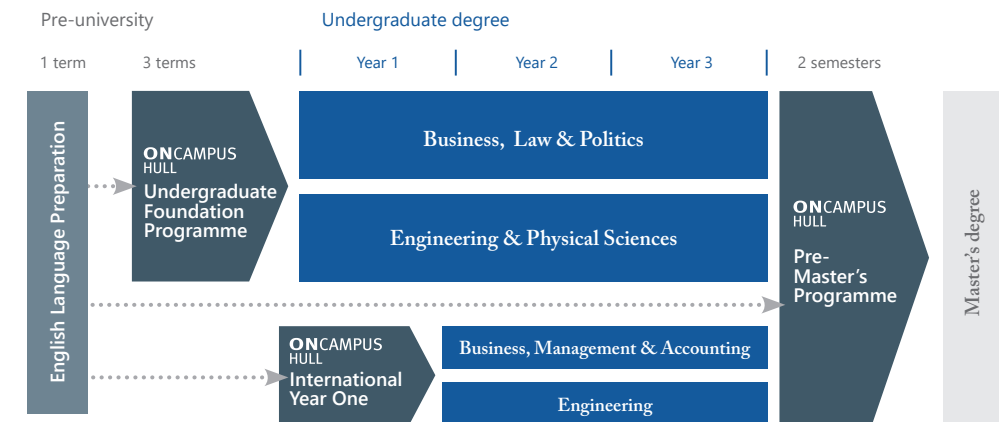 Pre-university
Undergraduate degree
1 term
3 terms
Year 1
Year 2
Year 3
2 semesters
English Language Preparation
ONCAMPUS
HULL
Undergraduate
Foundation
Programme
Business, Law & Politics
Engineering & Physical Sciences
ONCAMPUS
HULL
Pre-
Master's
Programme
Master's degree
ONCAMPUS
HULL
International
Year One
Business, Management & Accounting
Engineering